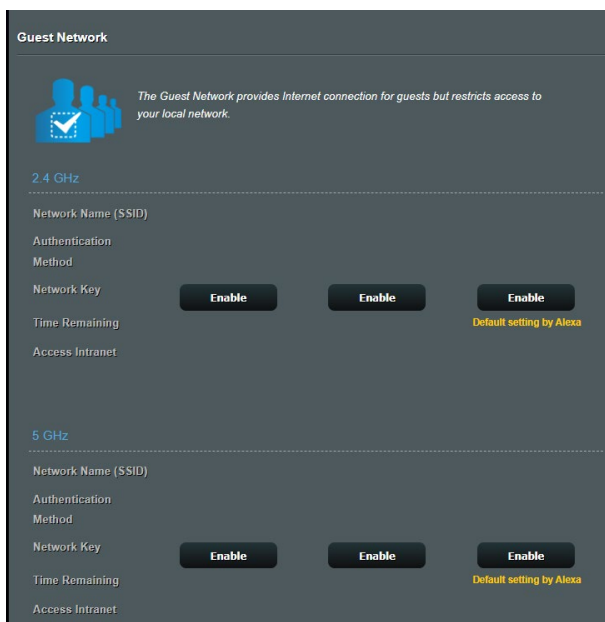 Guest Network
The Guest Network provides Internet connection for guests but restricts access to
your local network.
2.4 GHz
Network Name (SSID)
Authentication
Method
Network Key
Enable Enable Enable
Time Remaining
Default setting by Alexa
Access Intranet
5 GHz
Network Name (SSID)
Authentication
Method
Network Key
Enable Enable Enable
Time Remaining
Default setting by Alexa
Access Intranet